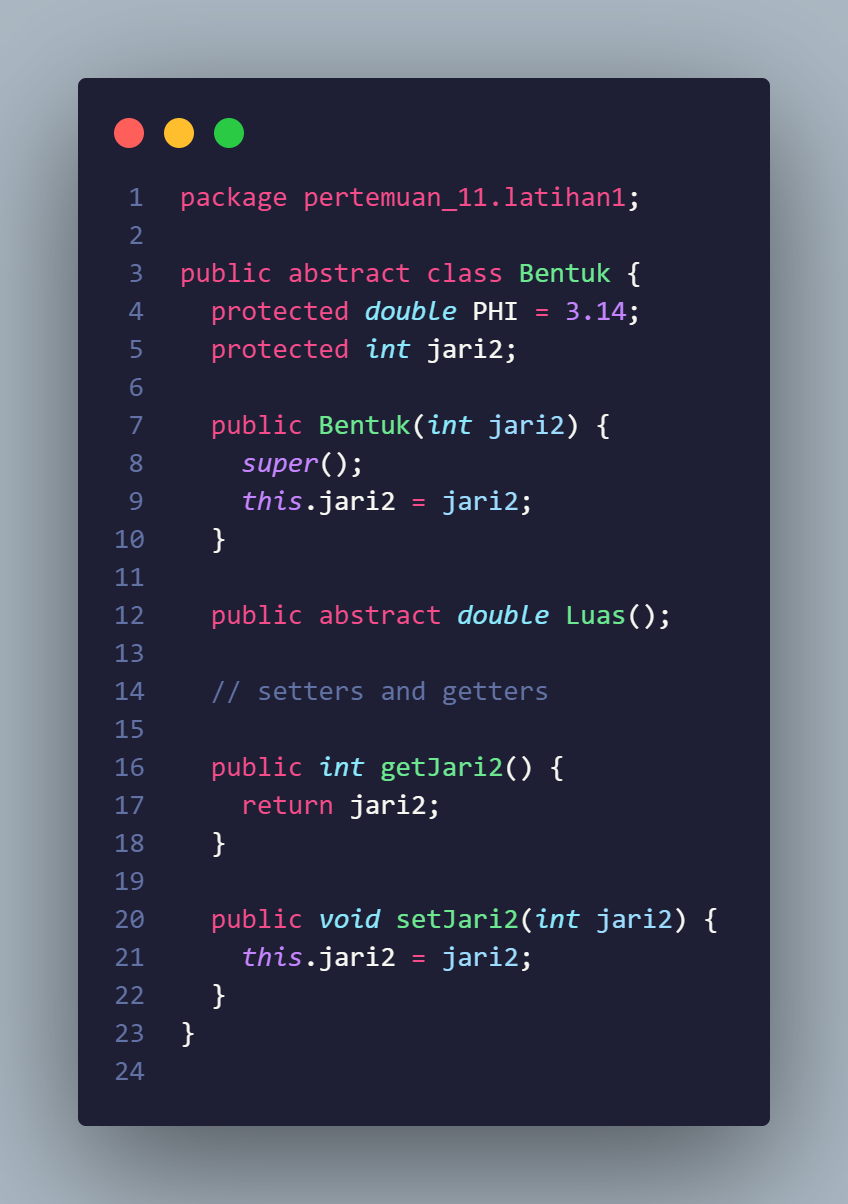 1 package pertemuan_11.latihan1;
2
3 public abstract class Bentuk {
4   protected double PHI = 3.14;
5   protected int jari2;
6
7   public Bentuk(int jari2) {
8     super();
9     this.jari2 = jari2;
10   }
11
12   public abstract double Luas();
13
14   // setters and getters
15
16   public int getJari2() {
17     return jari2;
18   }
19
20   public void setJari2(int jari2) {
21     this.jari2 = jari2;
22   }
23 }
24